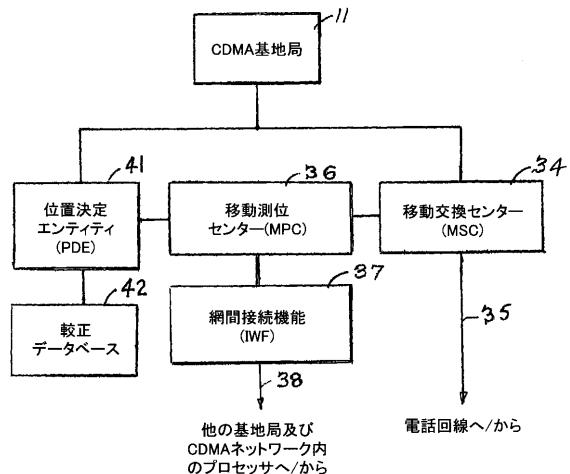 11
CDMA基地局
41
位置決定
エンティティ
(PDE)
36
移動測位
センター(MPC)
34
移動交換センター
(MSC)
42
較正
データベース
37
網間接続機能
(IWF)
35
38
他の基地局及び
CDMAネットワーク内
のプロセッサへ/から
電話回線へ/から